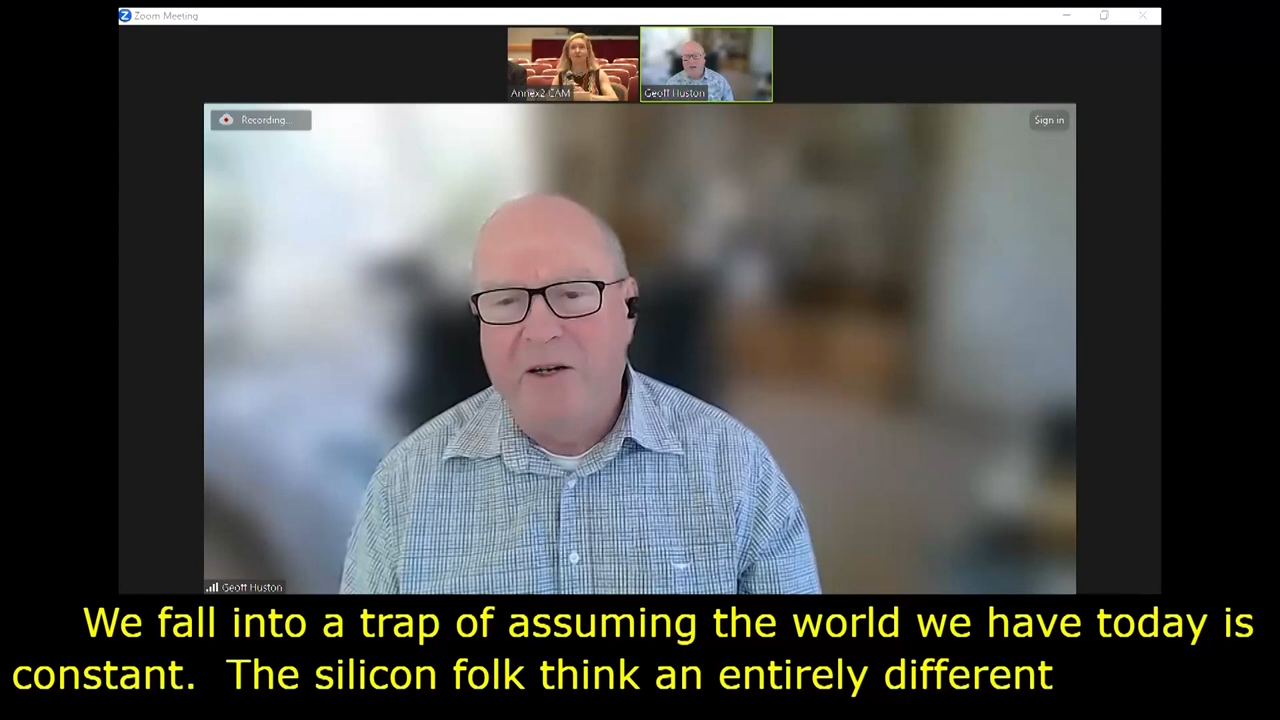 Zoom Meeting
Annex2 CAM
Geoff Huston
Recording...
Sign in
Geoff Huston
We fall into a trap of assuming the world we have today is
constant.  The silicon folk think an entirely different